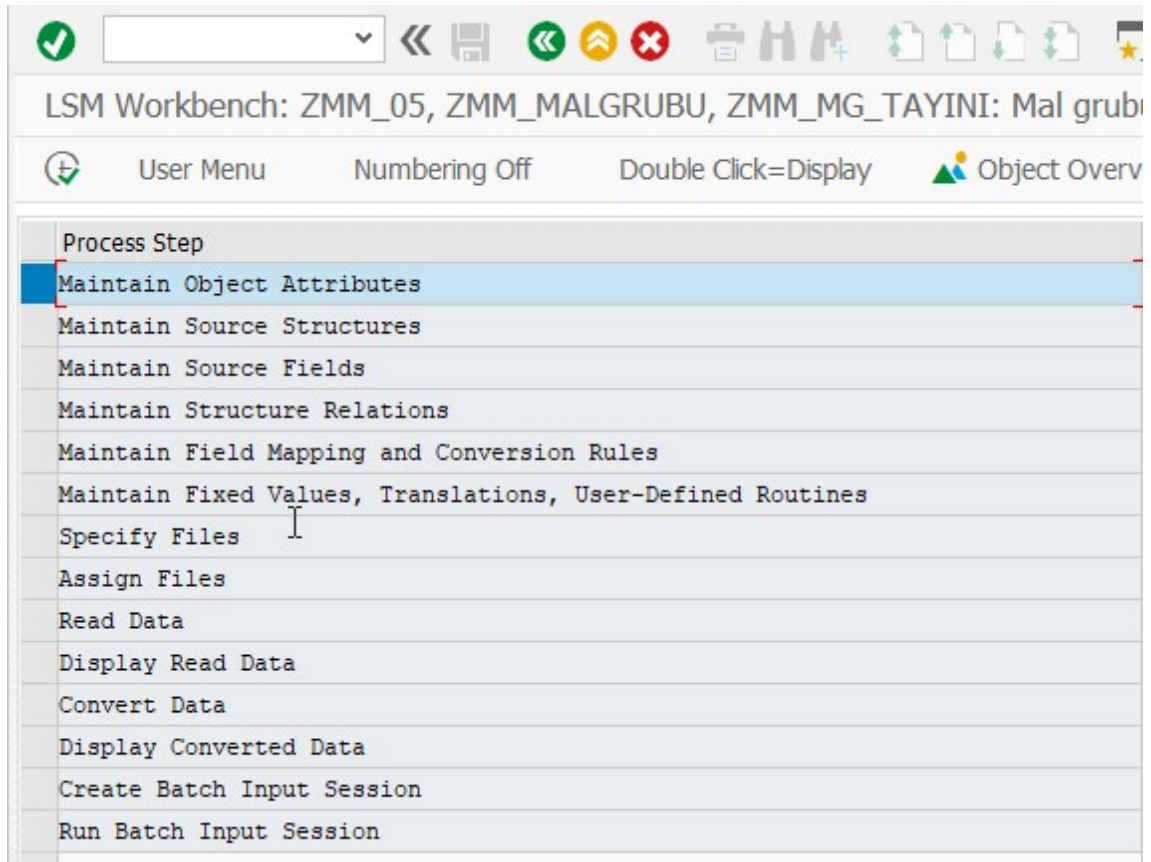 LSM Workbench: ZMM_05, ZMM_MALGRUBU, ZMM_MG_TAYINI: Mal
User Menu Numbering Off Double Click=Display Object
Process Step
Maintain Object Attributes
Maintain Source Structures
Maintain Source Fields
Maintain Structure Relations
Maintain Field Mapping and Conversion Rules
Maintain Fixed Values, Translations, User-Defined Routines
Specify Files
Assign Files
Read Data
Display Read Data
Convert Data
Display Converted Data
Create Batch Input Session
Run Batch Input Session